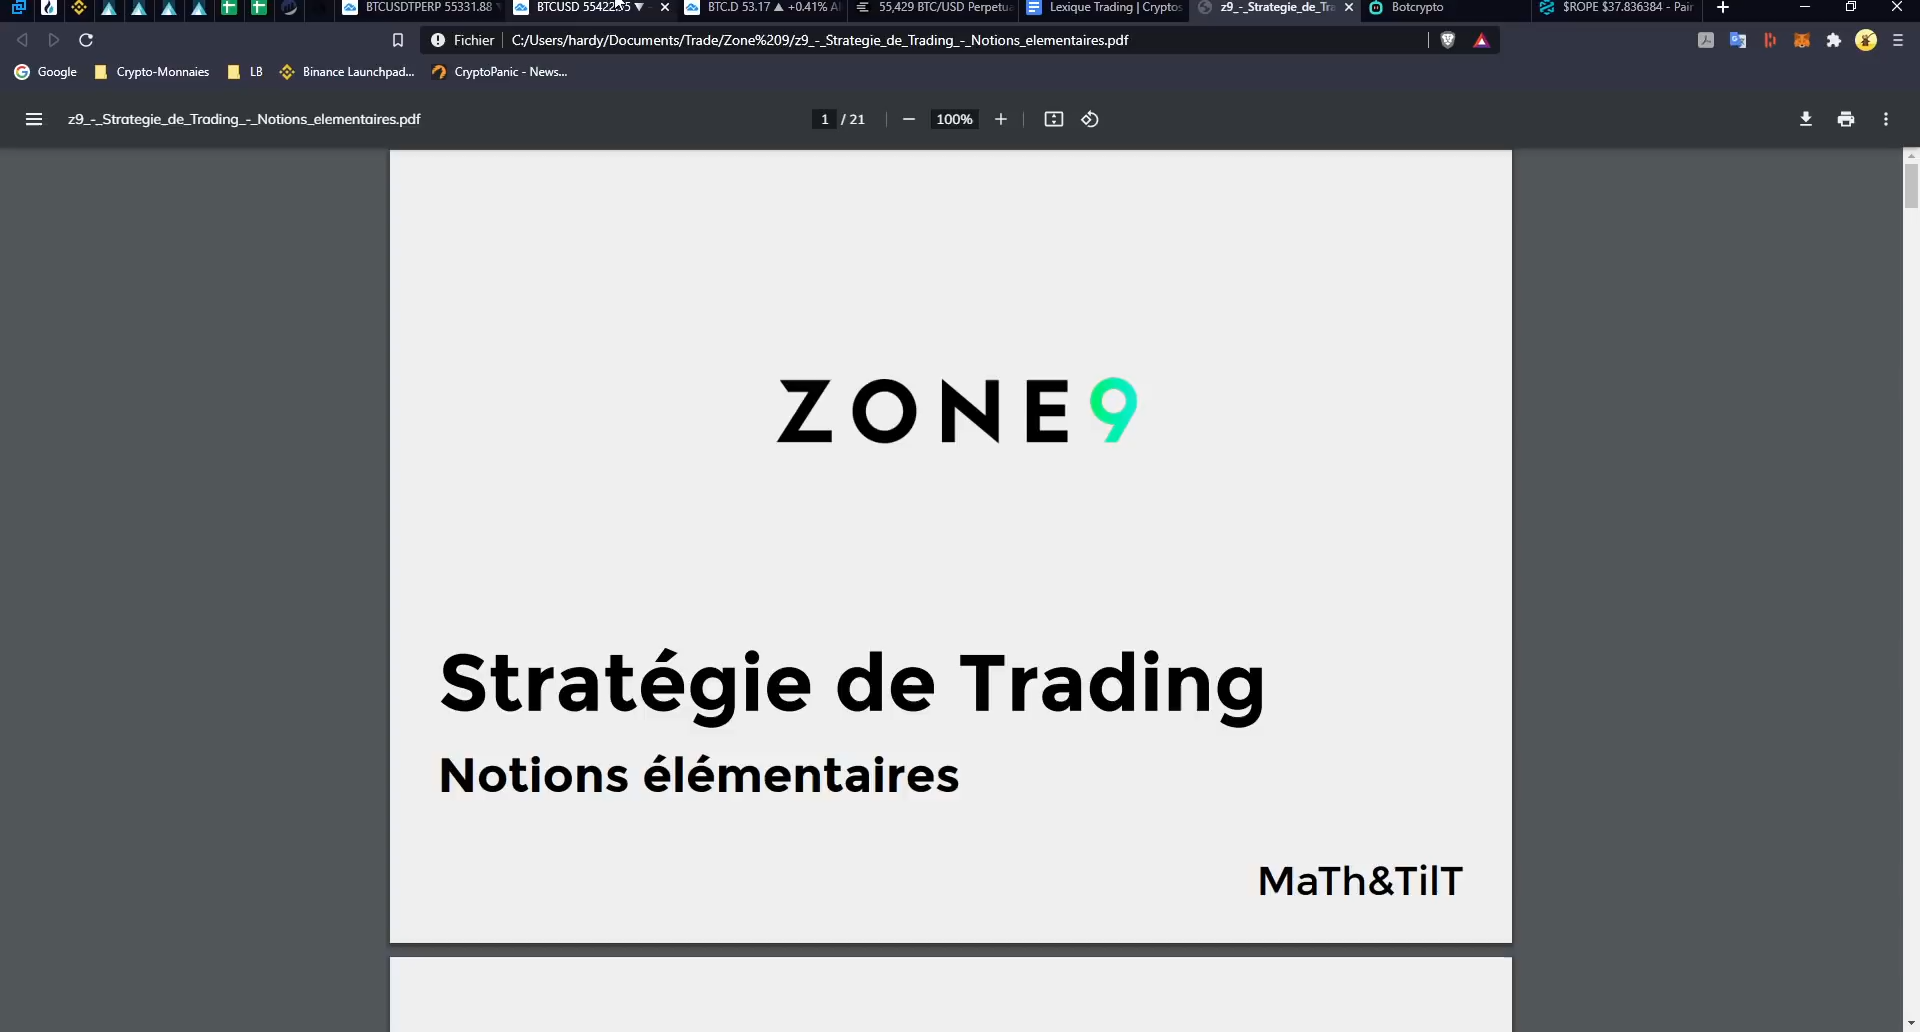 BTCUSDTPERP 55331.88
BTCUSD 55422
BTC.D 53.17 ▲ +0.41% Al
55,429 BTC/USD Perpetua
Lexique Trading | Cryptos
z9_-_Strategie_de_Tra
Botcrypto
$ROPE $37.836384 - Pair
Fichier
C:/Users/hardy/Documents/Trade/Zone%209/z9_-_Strategie_de_Trading_-_Notions_elementaires.pdf
Google
Crypto-Monnaies
LB
Binance Launchpad...
CryptoPanic - News...
z9_-_Strategie_de_Trading_-_Notions_elementaires.pdf
1 / 21
100%
ZONE9
Stratégie de Trading
Notions élémentaires
MaTh&TilT